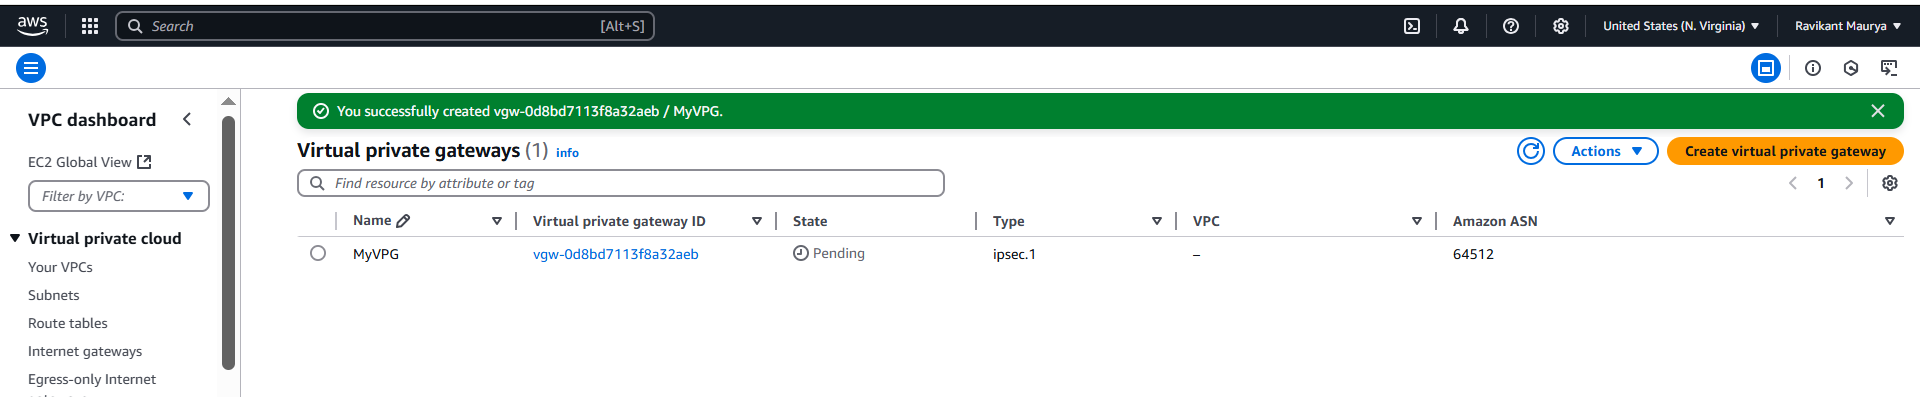 aws Search [Alt+S] United States (N. Virginia) Ravikant Maurya
VPC dashboard
EC2 Global View
Filter by VPC:
Virtual private cloud
Your VPCs
Subnets
Route tables
Internet gateways
Egress-only Internet
You successfully created vgw-0d8bd7113f8a32aeb / MyVPG.
Virtual private gateways (1) info
Actions
Create virtual private gateway
Find resource by attribute or tag
1
Name Virtual private gateway ID State Type VPC Amazon ASN
MyVPG vgw-0d8bd7113f8a32aeb Pending ipsec.1 – 64512